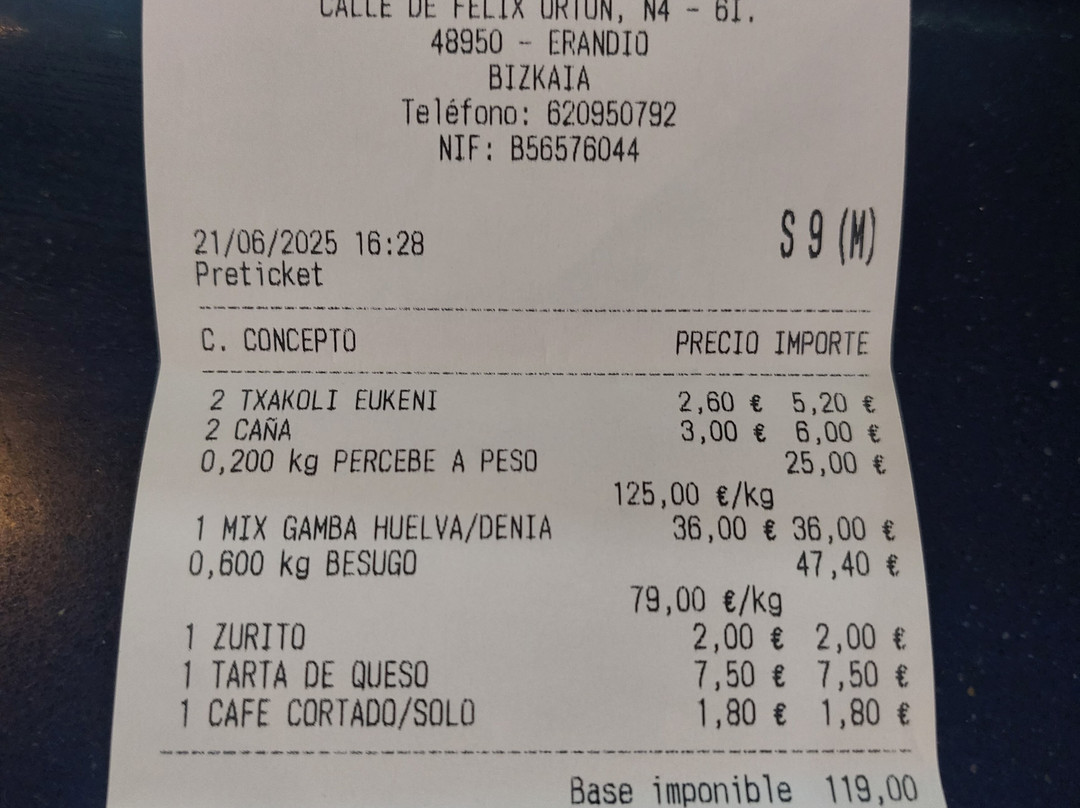 CALLE DE FELIX ORTUN, N4 - 6I.
48950 - ERANDIO
BIZKAIA
Teléfono: 620950792
NIF: B56576044
S 9 (M)
21/06/2025 16:28
Preticket
C. CONCEPTO PRECIO IMPORTE
2 TXAKOLI EUKENI 2,60 € 5,20 €
2 CAÑA 3,00 € 6,00 €
0,200 kg PERCEBE A PESO 25,00 €
125,00 €/kg
1 MIX GAMBA HUELVA/DENIA 36,00 € 36,00 €
0,600 kg BESUGO 47,40 €
79,00 €/kg
1 ZURITO 2,00 € 2,00 €
1 TARTA DE QUESO 7,50 € 7,50 €
1 CAFE CORTADO/SOLO 1,80 € 1,80 €
Base imponible 119,00